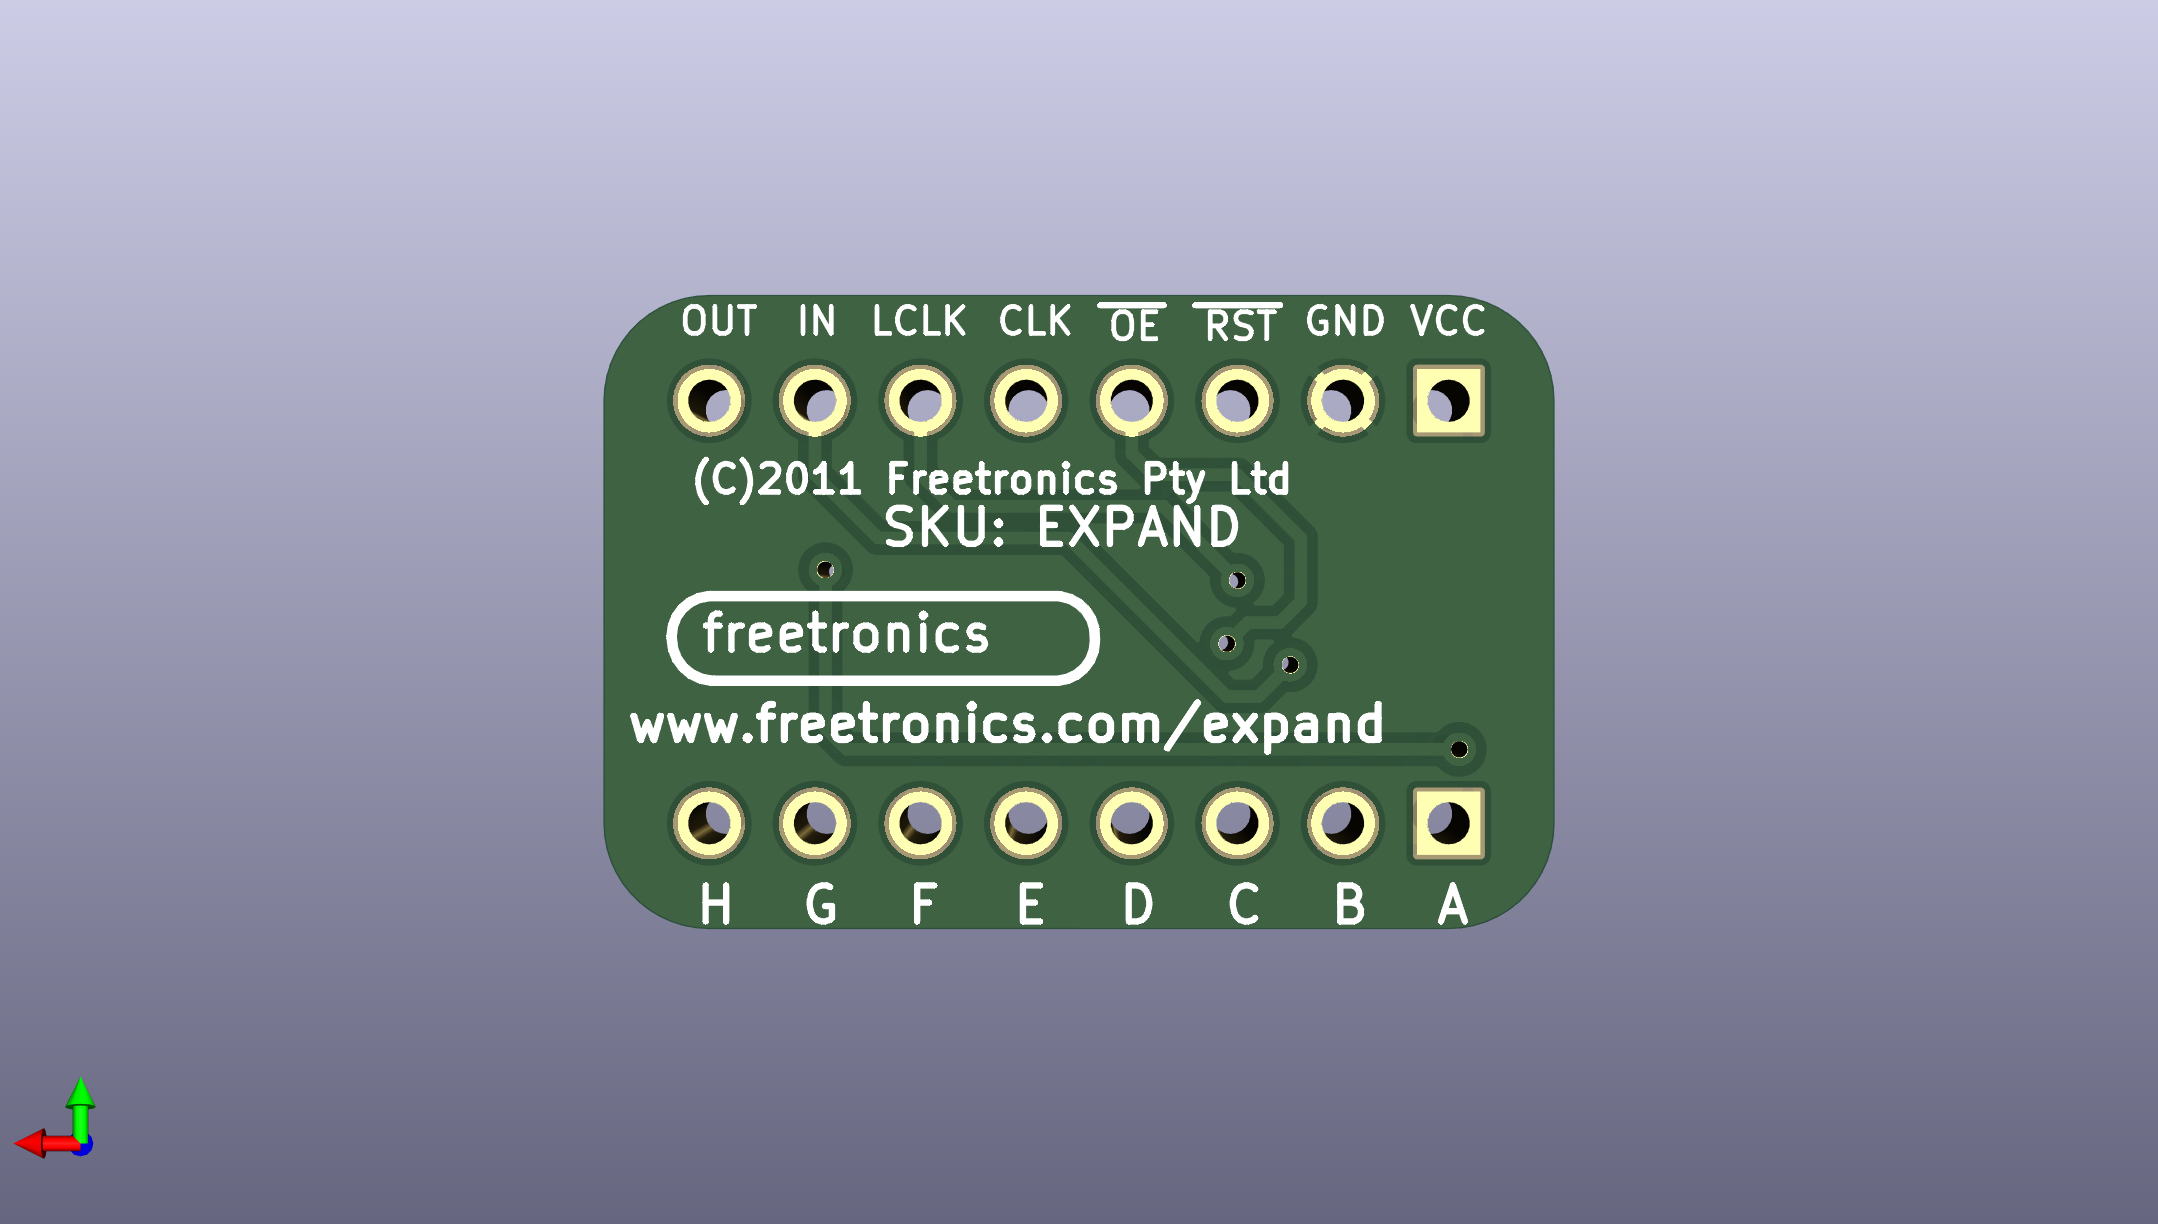 OUT IN LCLK CLK OE RST GND VCC
(C)2011 Freetronics Pty Ltd
SKU: EXPAND
freetronics
www.freetronics.com/expand
H G F E D C B A